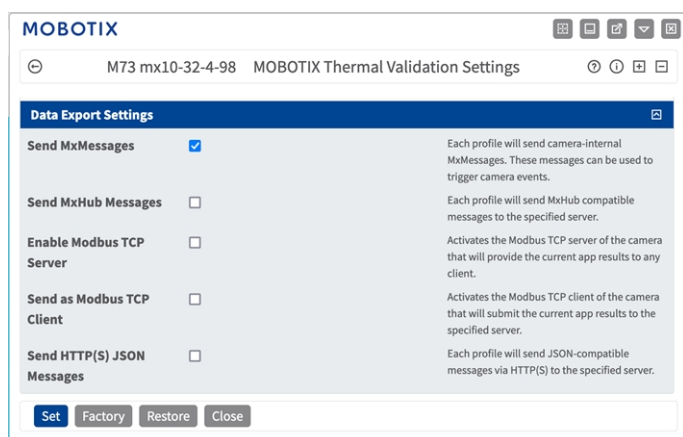 MOBOTIX
M73 mx10-32-4-98 MOBOTIX Thermal Validation Settings
Data Export Settings
Send MxMessages
Each profile will send camera-internal
MxMessages. These messages can be used to
trigger camera events.
Send MxHub Messages
Each profile will send MxHub compatible
messages to the specified server.
Enable Modbus TCP
Server
Activates the Modbus TCP server of the camera
that will provide the current app results to any
client.
Send as Modbus TCP
Client
Activates the Modbus TCP client of the camera
that will submit the current app results to the
specified server.
Send HTTP(S) JSON
Messages
Each profile will send JSON-compatible
messages via HTTP(S) to the specified server.
Set Factory Restore Close